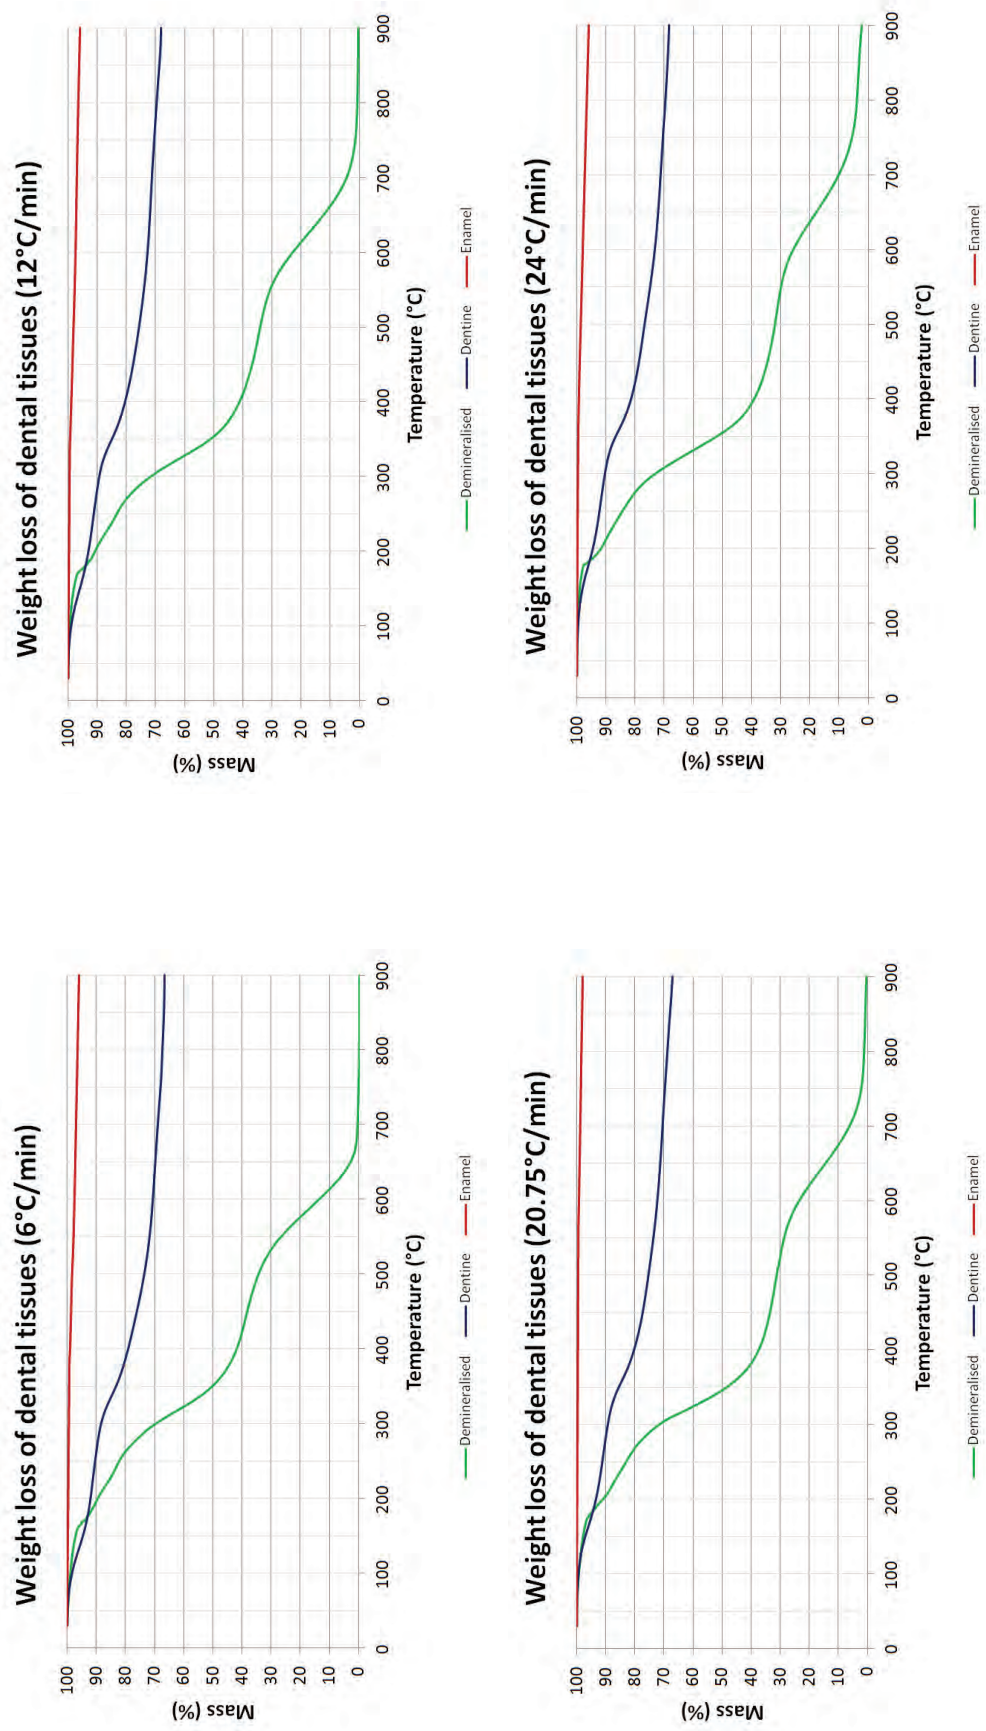 Weight loss of dental tissues (6°C/min)
100
90
80
70
60
50
40
30
20
10
0
Mass (%)
0 100 200 300 400 500 600 700 800 900
Temperature (°C)
Demineralised Dentine Enamel
Weight loss of dental tissues (12°C/min)
100
90
80
70
60
50
40
30
20
10
0
Mass (%)
0 100 200 300 400 500 600 700 800 900
Temperature (°C)
Demineralised Dentine Enamel
Weight loss of dental tissues (20.75°C/min)
100
90
80
70
60
50
40
30
20
10
0
Mass (%)
0 100 200 300 400 500 600 700 800 900
Temperature (°C)
Demineralised Dentine Enamel
Weight loss of dental tissues (24°C/min)
100
90
80
70
60
50
40
30
20
10
0
Mass (%)
0 100 200 300 400 500 600 700 800 900
Temperature (°C)
Demineralised Dentine Enamel